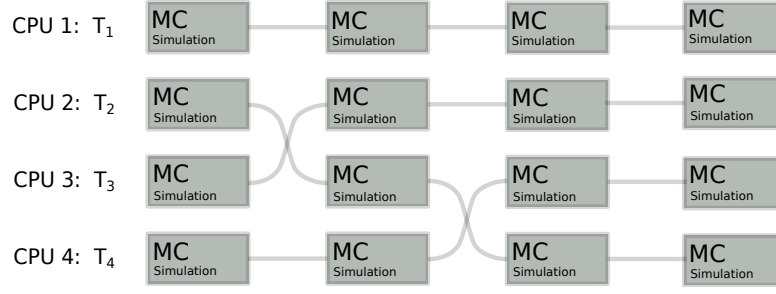 CPU 1: T₁ MC MC MC MC
Simulation Simulation Simulation Simulation
CPU 2: T₂ MC MC MC MC
Simulation Simulation Simulation Simulation
CPU 3: T₃ MC MC MC MC
Simulation Simulation Simulation Simulation
CPU 4: T₄ MC MC MC MC
Simulation Simulation Simulation Simulation